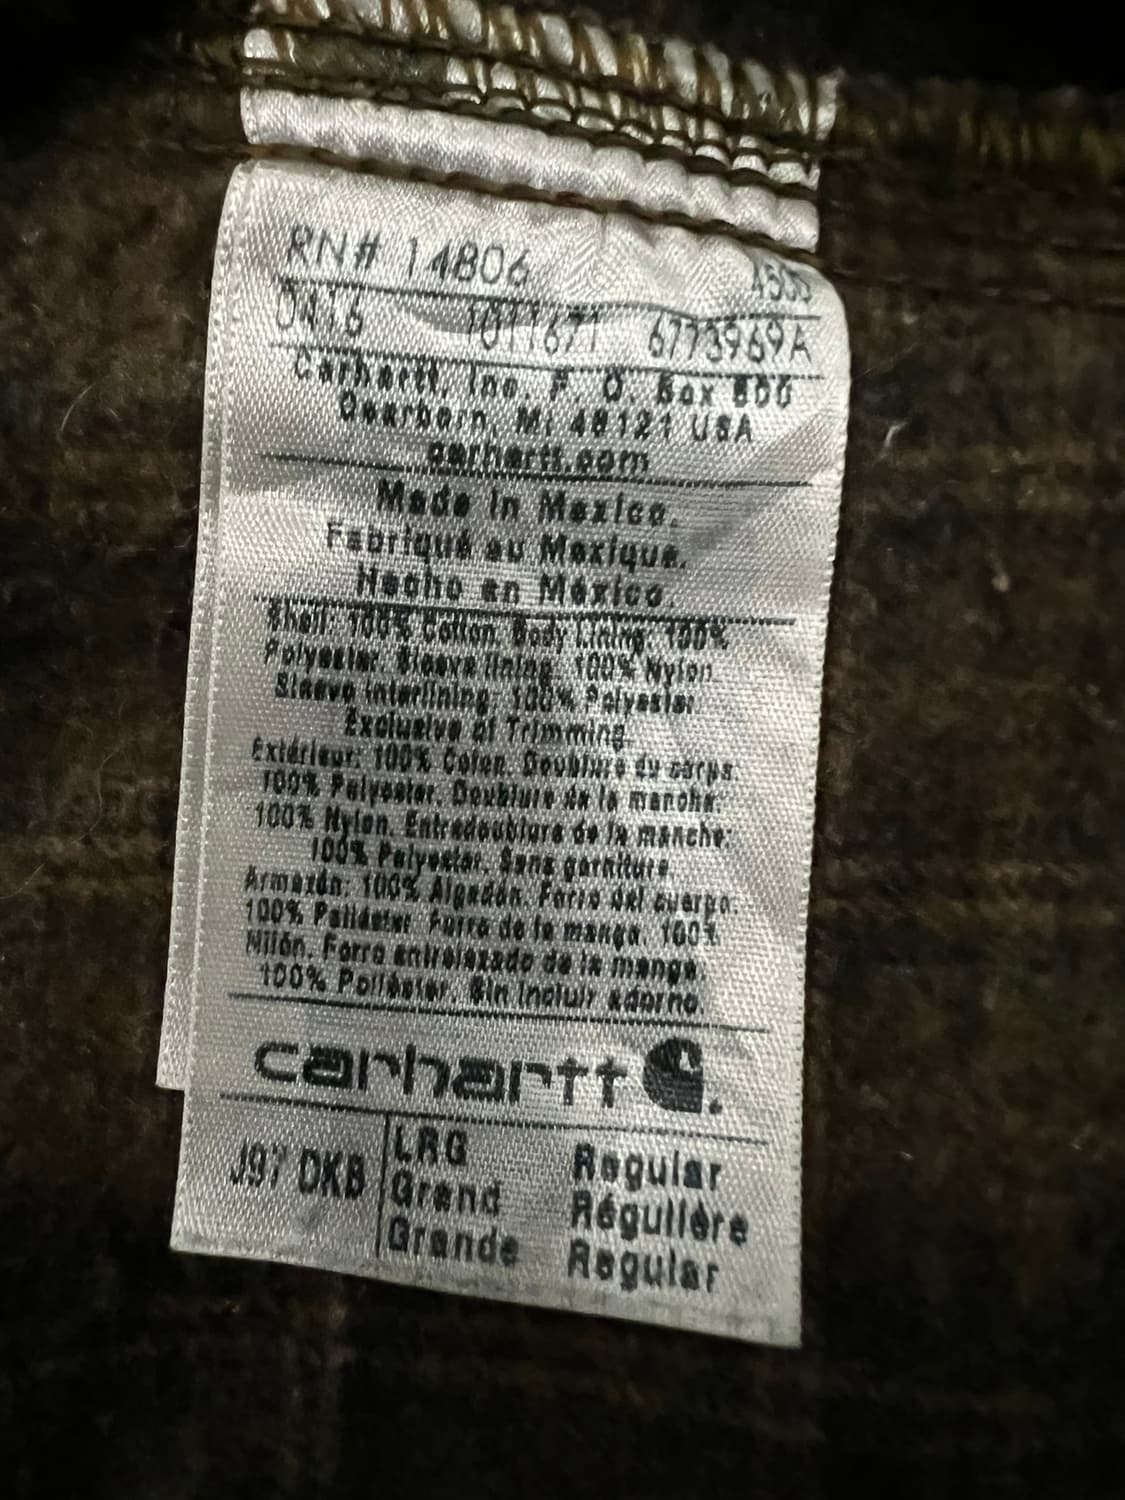 RN# 14806
0416 1011671 6773969A
Carhartt, Inc. P. O. Box 600
Dearborn, MI 48121 USA
carhartt.com
Made in Mexico.
Fabriqué au Mexique.
Hecho en México.
Shell: 100% Cotton. Body Lining: 100%
Polyester. Sleeve lining: 100% Nylon.
Sleeve interlining: 100% Polyester.
Exclusive of Trimming
Extérieur: 100% Coton. Doublure du corps:
100% Polyester. Doublure de la manche:
100% Nylon. Entredoublure de la manche:
100% Polyester. Sans garniture.
Armazón: 100% Algodón. Forro del cuerpo:
100% Poliéster. Forro de la manga: 100%
Nilón. Forro entrelazado de la manga:
100% Poliéster. Sin incluir adorno.
carhartt
J97 DKB
LRG Regular
Grand Régulière
Grande Regular